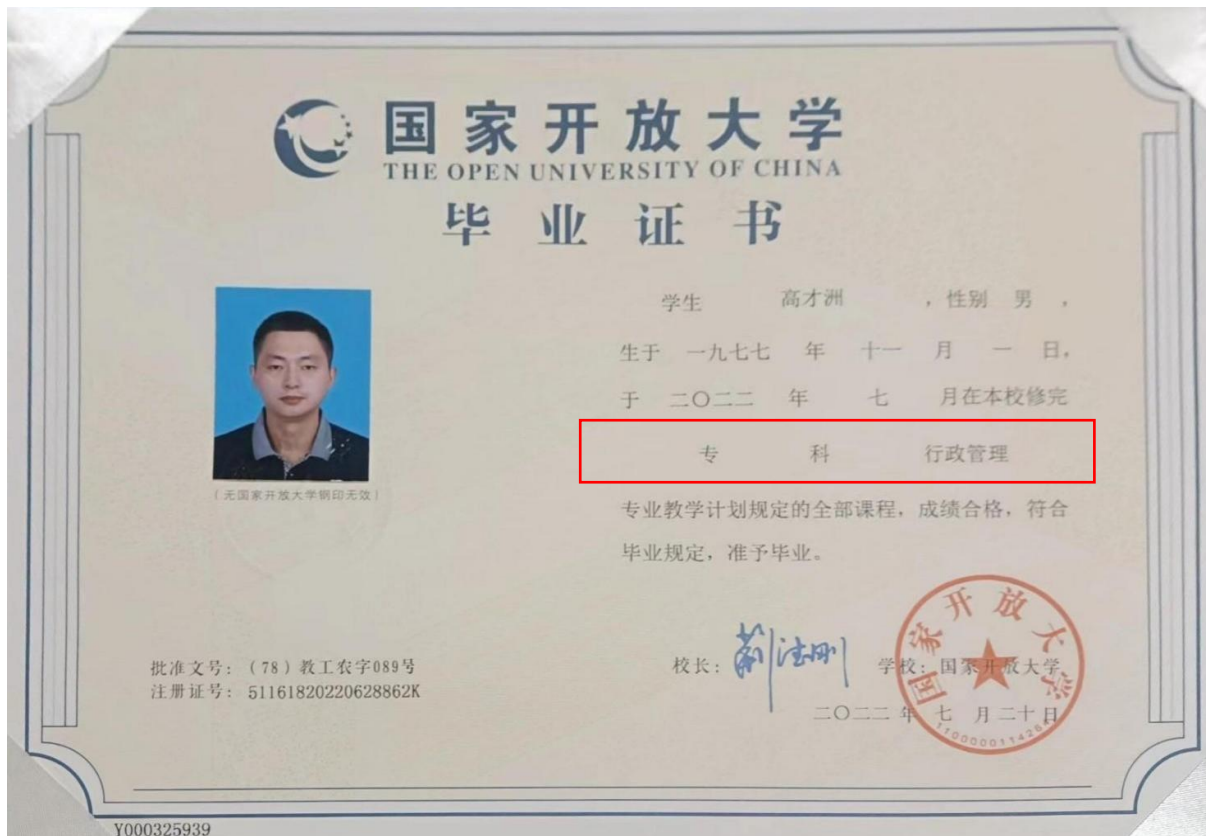 国家开放大学
THE OPEN UNIVERSITY OF CHINA
毕业证书
学生 高才洲 ，性别 男 ，
生于 一九七七 年 十一 月 一 日，
于 二〇二二 年 七 月在本校修完
专 科 行政管理
专业教学计划规定的全部课程，成绩合格，符合
毕业规定，准予毕业。
（无国家开放大学钢印无效）
批准文号：（78）教工农字089号
注册证号：51161820220628862K
校长：荆德刚 学校：国家开放大学
二〇二二 年 七 月二十日
国家开放大学
Y000325939